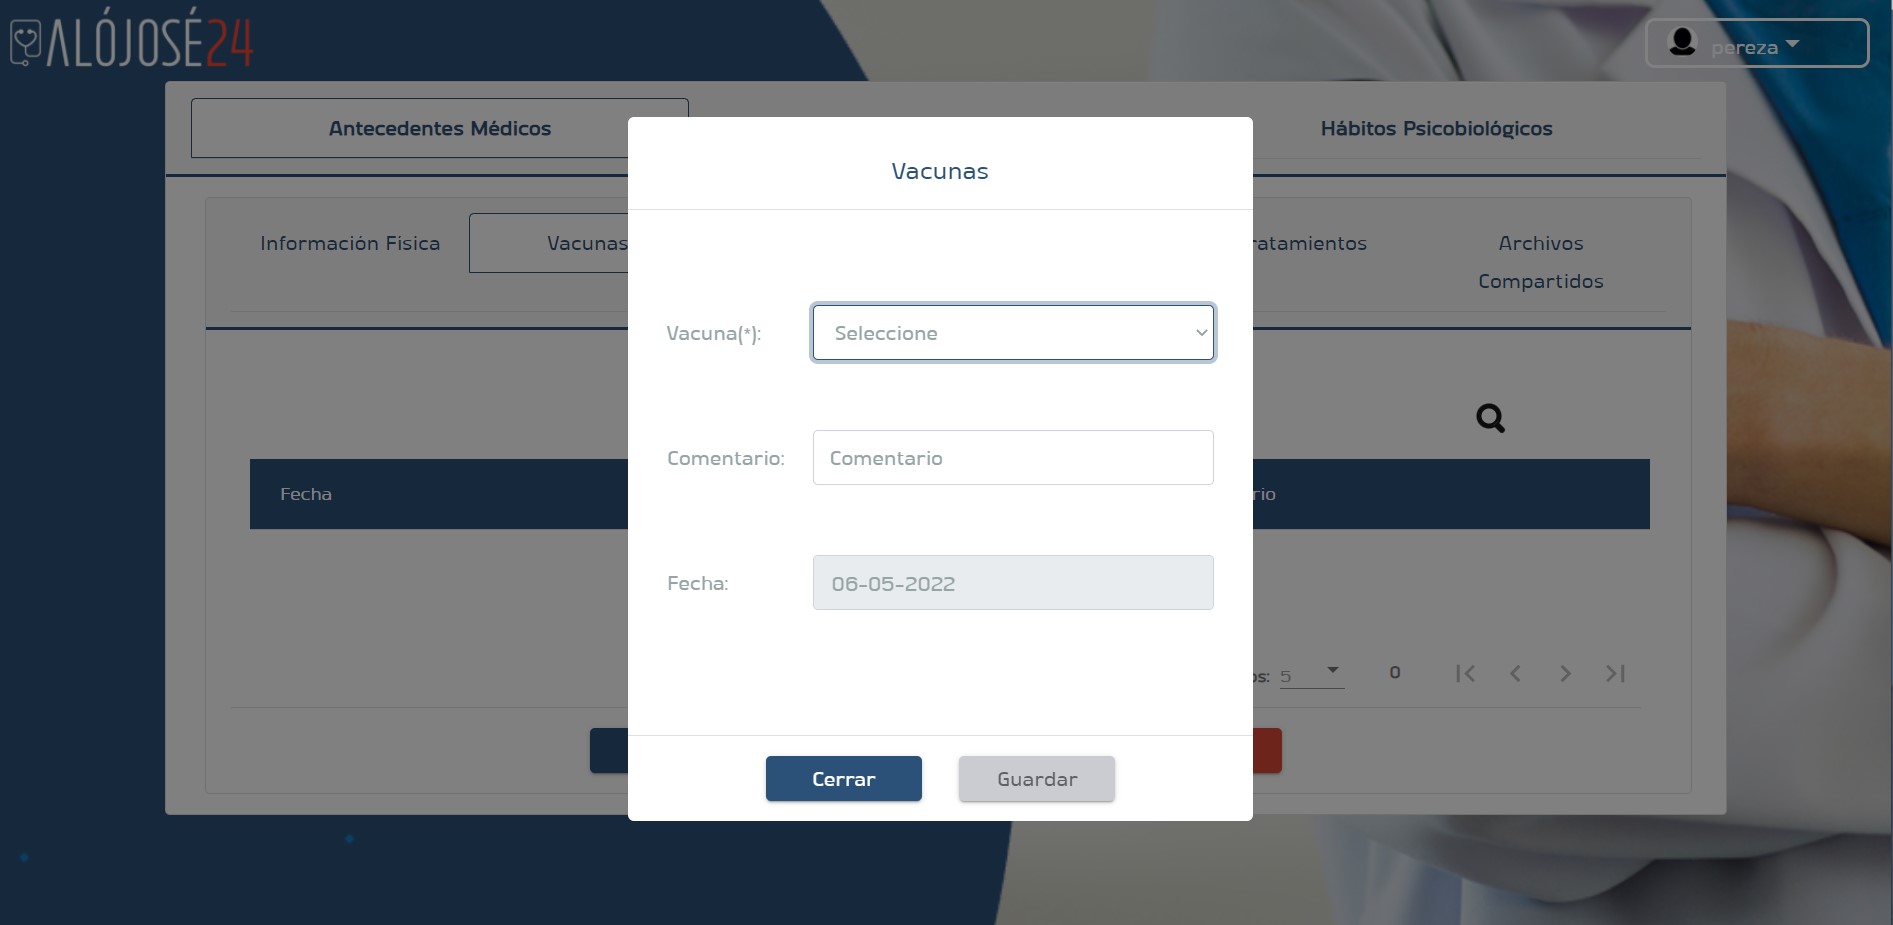 ALÓJOSÉ24
pereza
Antecedentes Médicos
Hábitos Psicobiológicos
Información Fisica
Vacunas
ratamientos
Archivos
Compartidos
Vacunas
Vacuna(*):
Seleccione
Comentario:
Comentario
Fecha:
06-05-2022
Fecha
rio
os: 5
0
Cerrar
Guardar